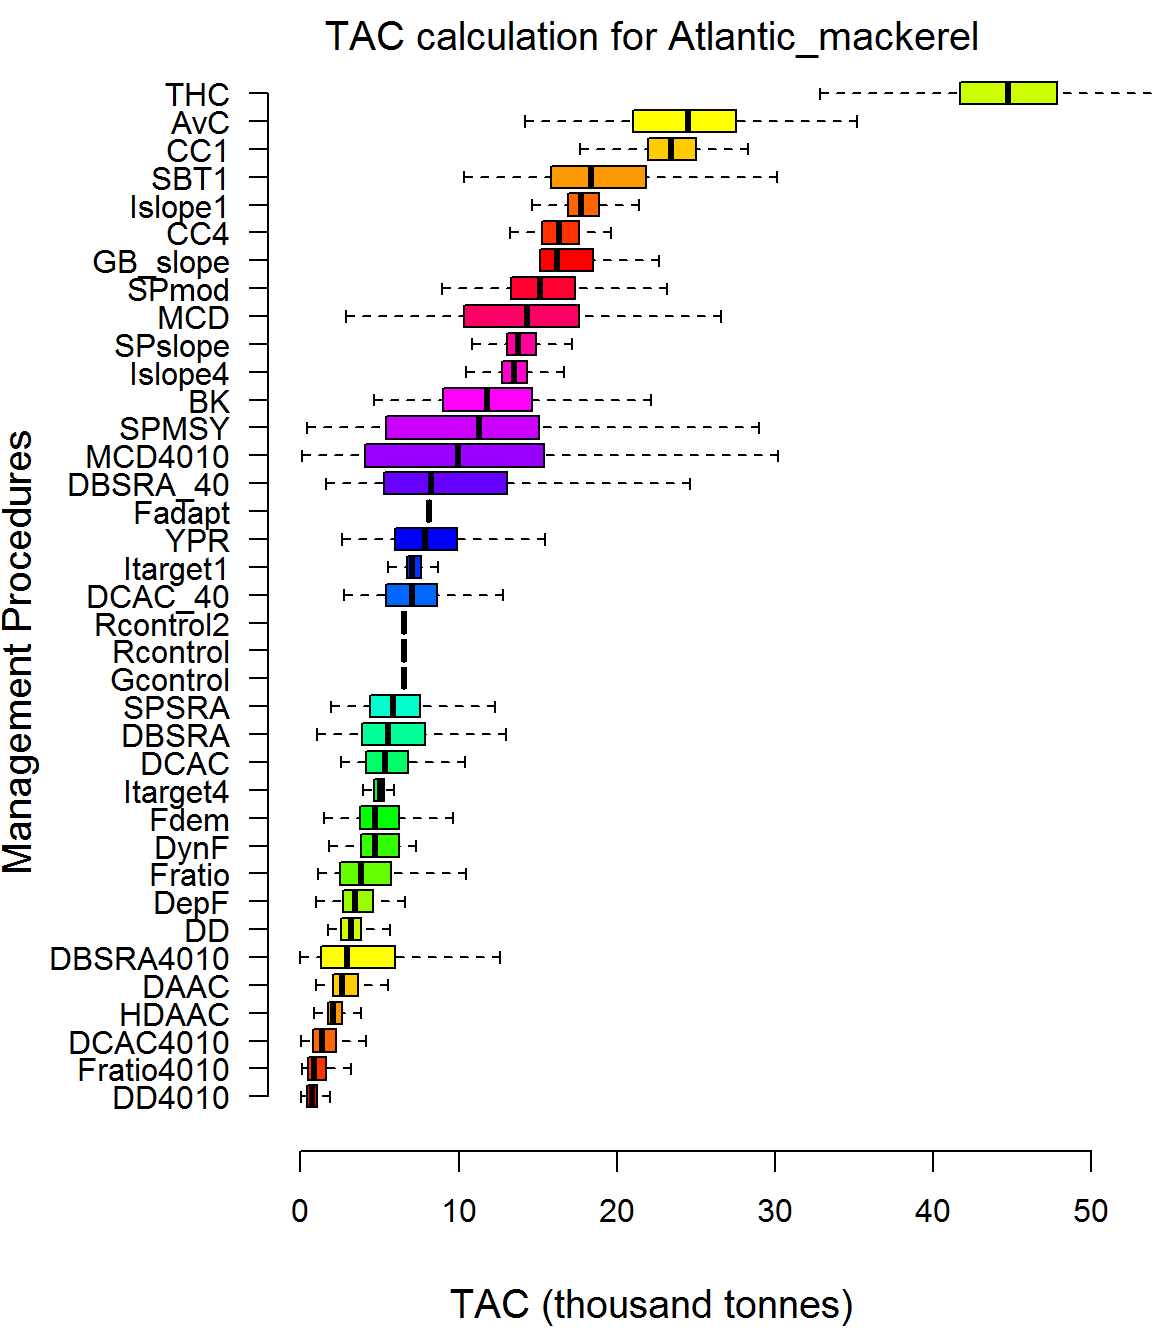 TAC calculation for Atlantic_mackerel
THC
AvC
CC1
SBT1
Islope1
CC4
GB_slope
SPmod
MCD
SPslope
Islope4
BK
SPMSY
MCD4010
DBSRA_40
Fadapt
YPR
Itarget1
DCAC_40
Rcontrol2
Rcontrol
Gcontrol
SPSRA
DBSRA
DCAC
Itarget4
Fdem
DynF
Fratio
DepF
DD
DBSRA4010
DAAC
HDAAC
DCAC4010
Fratio4010
DD4010
Management Procedures
0 10 20 30 40 50
TAC (thousand tonnes)